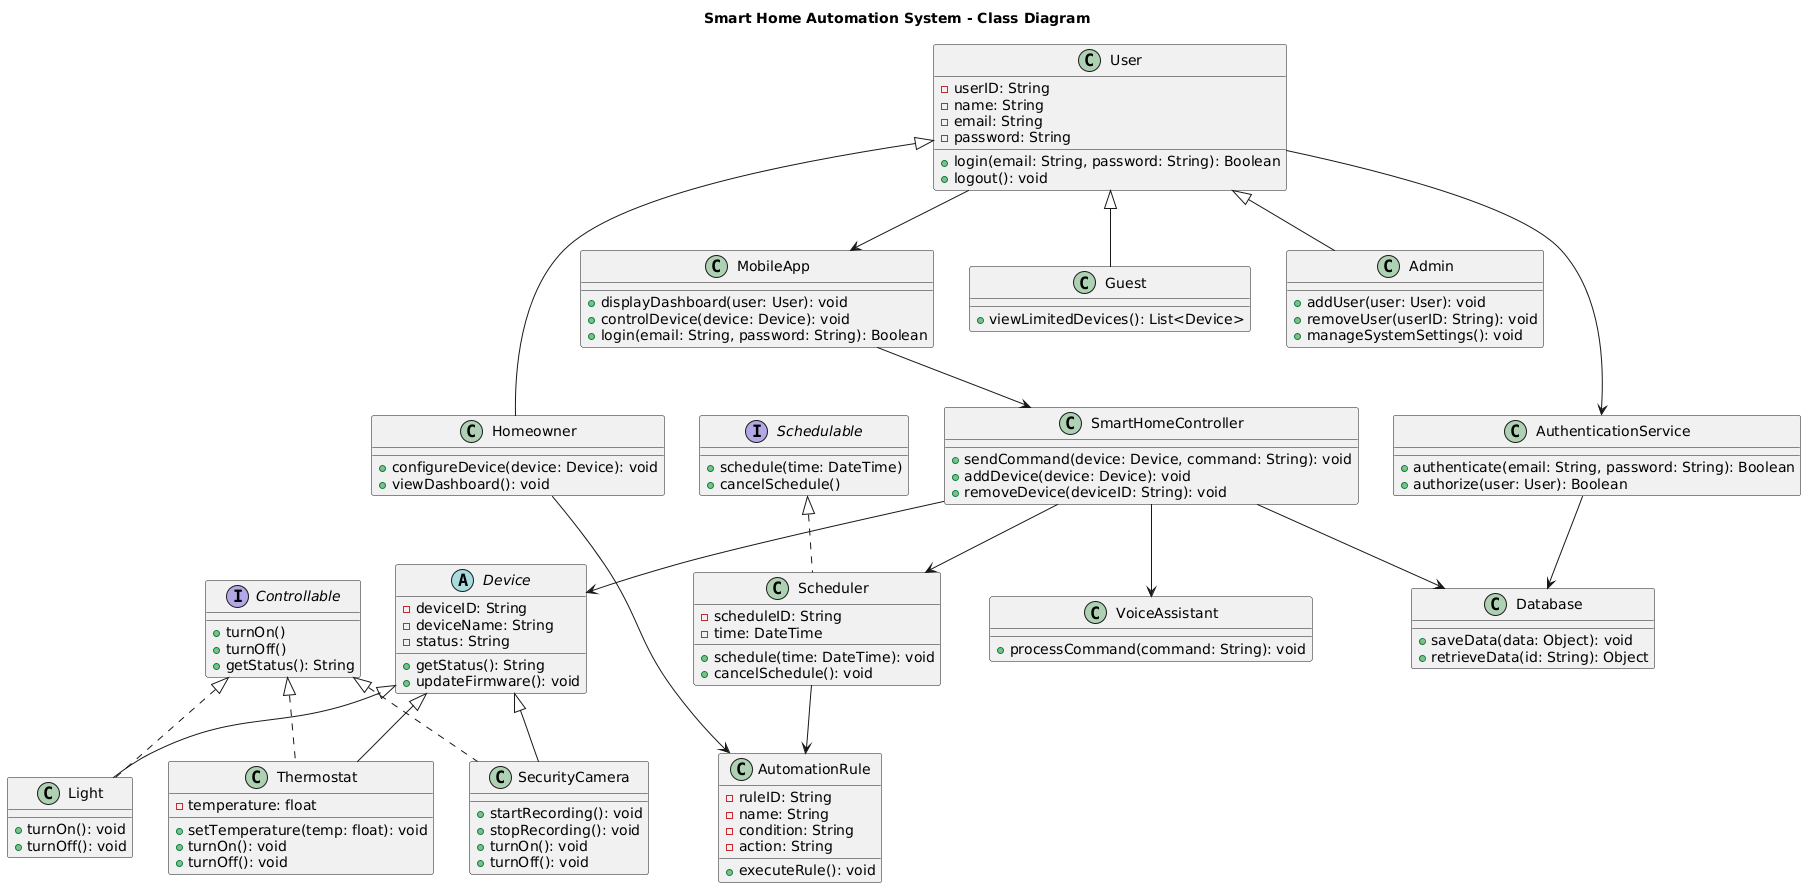 Smart Home Automation System - Class Diagram
C User
userID: String
name: String
email: String
password: String
login(email: String, password: String): Boolean
logout(): void
C MobileApp
displayDashboard(user: User): void
controlDevice(device: Device): void
login(email: String, password: String): Boolean
C Guest
viewLimitedDevices(): List<Device>
C Admin
addUser(user: User): void
removeUser(userID: String): void
manageSystemSettings(): void
C Homeowner
configureDevice(device: Device): void
viewDashboard(): void
I Schedulable
schedule(time: DateTime)
cancelSchedule()
C SmartHomeController
sendCommand(device: Device, command: String): void
addDevice(device: Device): void
removeDevice(deviceID: String): void
C AuthenticationService
authenticate(email: String, password: String): Boolean
authorize(user: User): Boolean
I Controllable
turnOn()
turnOff()
getStatus(): String
A Device
deviceID: String
deviceName: String
status: String
getStatus(): String
updateFirmware(): void
C Scheduler
scheduleID: String
time: DateTime
schedule(time: DateTime): void
cancelSchedule(): void
C VoiceAssistant
processCommand(command: String): void
C Database
saveData(data: Object): void
retrieveData(id: String): Object
C Light
turnOn(): void
turnOff(): void
C Thermostat
temperature: float
setTemperature(temp: float): void
turnOn(): void
turnOff(): void
C SecurityCamera
startRecording(): void
stopRecording(): void
turnOn(): void
turnOff(): void
C AutomationRule
ruleID: String
name: String
condition: String
action: String
executeRule(): void